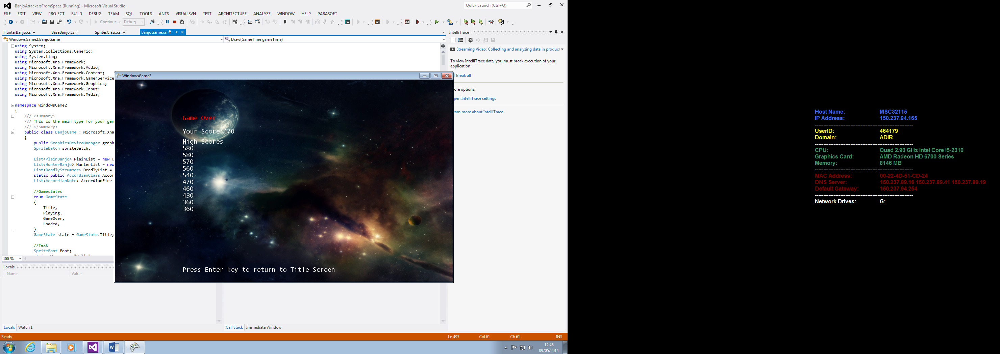 BanjoAttackersFromSpace (Running) - Microsoft Visual Studio
Quick Launch (Ctrl+Q)
FILE EDIT VIEW PROJECT BUILD DEBUG TEAM SQL TOOLS ANTS VISUALSVN TEST ARCHITECTURE ANALYZE WINDOW HELP PARASOFT
Continue Debug
In Am Ad
HunterBanjo.cs BaseBanjo.cs SpritesClass.cs BanjoGame.cs
WindowsGame2.BanjoGame Draw(GameTime gameTime)
using System;
using System.Collections.Generic;
using System.Linq;
using Microsoft.Xna.Framework;
using Microsoft.Xna.Framework.Audio;
using Microsoft.Xna.Framework.Content;
using Microsoft.Xna.Framework.GamerService
using Microsoft.Xna.Framework.Graphics;
using Microsoft.Xna.Framework.Input;
using Microsoft.Xna.Framework.Media;
namespace WindowsGame2
{
/// <summary>
/// This is the main type for your gam
/// </summary>
public class BanjoGame : Microsoft.Xna
{
public GraphicsDeviceManager graph
SpriteBatch spriteBatch;
List<PlainBanjo> PlainList = new L
List<HunterBanjo> HunterList = new
List<DeadlyStrummer> DeadlyList =
static public AccordianClass Accor
List<AccordianNote> AccordianFire
//Gamestates
enum GameState
{
Title,
Playing,
GameOver,
Loaded,
}
GameState state = GameState.Title;
//Text
SpriteFont Font;
100 %
Locals
Name Value
Locals Watch 1
Call Stack Immediate Window
WindowsGame2
Game Over
Your Score 470
High Scores
580
580
570
560
540
470
460
430
360
360
Press Enter key to return to Title Screen
IntelliTrace
Streaming Video: Collecting and analyzing data in product
To view IntelliTrace data, you must break execution of your
application.
Break all
ore options:
pen IntelliTrace settings
earn more about IntelliTrace
Ready Ln 497 Col 61 Ch 61 INS
12:46
09/05/2014
Host Name: MSC32115
IP Address: 150.237.94.165
UserID: 464179
Domain: ADIR
CPU: Quad 2.90 GHz Intel Core i5-2310
Graphics Card: AMD Radeon HD 6700 Series
Memory: 8146 MB
MAC Address: 00-22-4D-51-CD-24
DNS Server: 150.237.89.16 150.237.89.41 150.237.89.19
Default Gateway: 150.237.94.254
Network Drives: G: